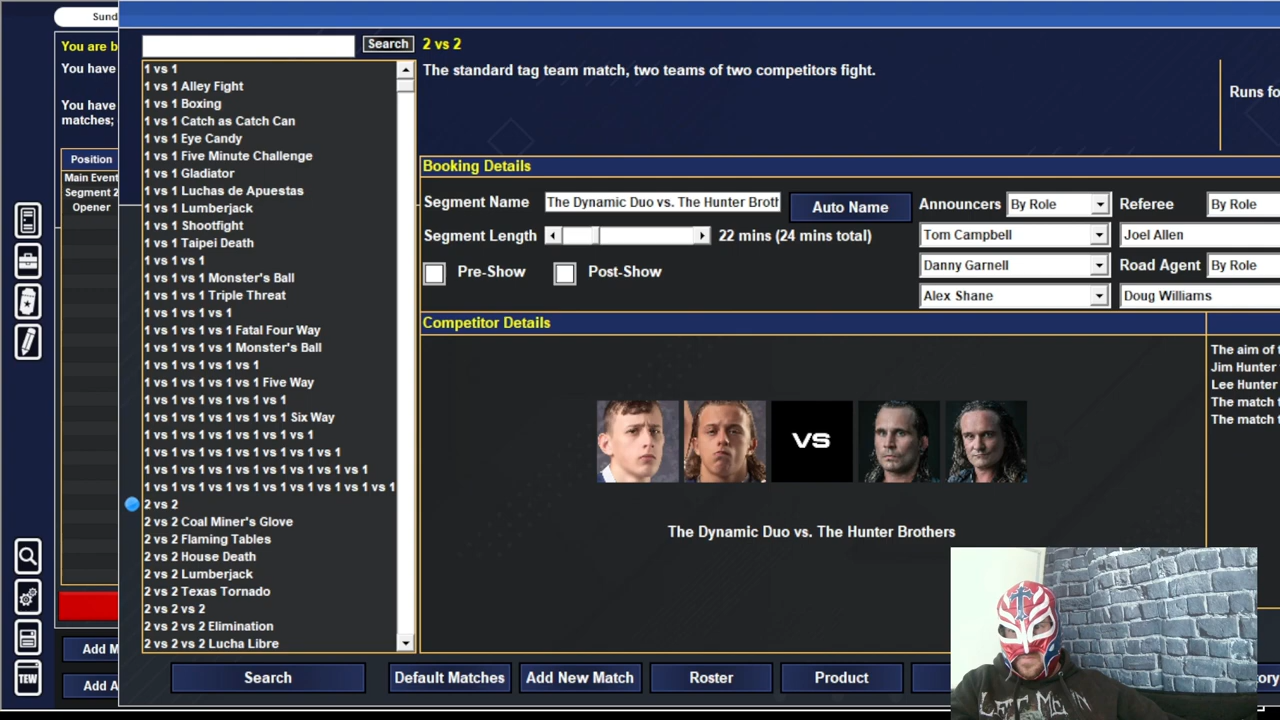 Sund
You are b
You have
You have
matches;
Position
Main Event
Segment 2
Opener
Add M
Add A
TEW
Search
1 vs 1
1 vs 1 Alley Fight
1 vs 1 Boxing
1 vs 1 Catch as Catch Can
1 vs 1 Eye Candy
1 vs 1 Five Minute Challenge
1 vs 1 Gladiator
1 vs 1 Luchas de Apuestas
1 vs 1 Lumberjack
1 vs 1 Shootfight
1 vs 1 Taipei Death
1 vs 1 vs 1
1 vs 1 vs 1 Monster's Ball
1 vs 1 vs 1 Triple Threat
1 vs 1 vs 1 vs 1
1 vs 1 vs 1 vs 1 Fatal Four Way
1 vs 1 vs 1 vs 1 Monster's Ball
1 vs 1 vs 1 vs 1 vs 1
1 vs 1 vs 1 vs 1 vs 1 Five Way
1 vs 1 vs 1 vs 1 vs 1 vs 1
1 vs 1 vs 1 vs 1 vs 1 vs 1 Six Way
1 vs 1 vs 1 vs 1 vs 1 vs 1 vs 1
1 vs 1 vs 1 vs 1 vs 1 vs 1 vs 1 vs 1
1 vs 1 vs 1 vs 1 vs 1 vs 1 vs 1 vs 1 vs 1
1 vs 1 vs 1 vs 1 vs 1 vs 1 vs 1 vs 1 vs 1 vs 1
2 vs 2
2 vs 2 Coal Miner's Glove
2 vs 2 Flaming Tables
2 vs 2 House Death
2 vs 2 Lumberjack
2 vs 2 Texas Tornado
2 vs 2 vs 2
2 vs 2 vs 2 Elimination
2 vs 2 vs 2 Lucha Libre
2 vs 2
The standard tag team match, two teams of two competitors fight.
Runs fo
Booking Details
Segment Name The Dynamic Duo vs. The Hunter Broth Auto Name Announcers By Role Referee By Role
Segment Length 22 mins (24 mins total) Tom Campbell Joel Allen
Pre-Show Post-Show Danny Garnell Road Agent By Role
Alex Shane Doug Williams
Competitor Details
VS
The Dynamic Duo vs. The Hunter Brothers
The aim of t
Jim Hunter
Lee Hunter
The match t
The match t
Search Default Matches Add New Match Roster Product ory
LET ME IN